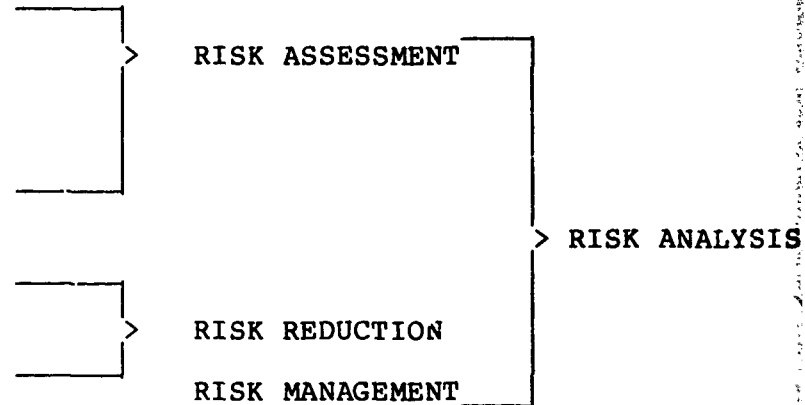 RISK ASSESSMENT
RISK ANALYSIS
RISK REDUCTION
RISK MANAGEMENT